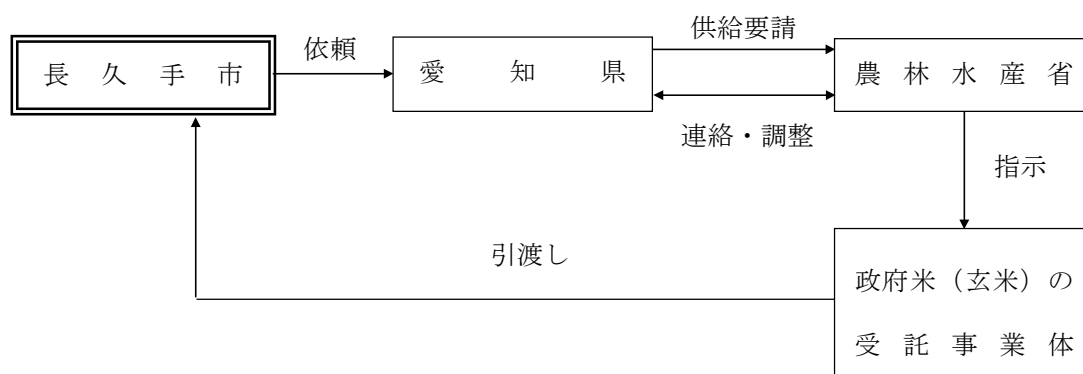 供給要請
依頼
長久手市
愛知県
農林水産省
連絡・調整
指示
引渡し
政府米（玄米）の
受託事業体